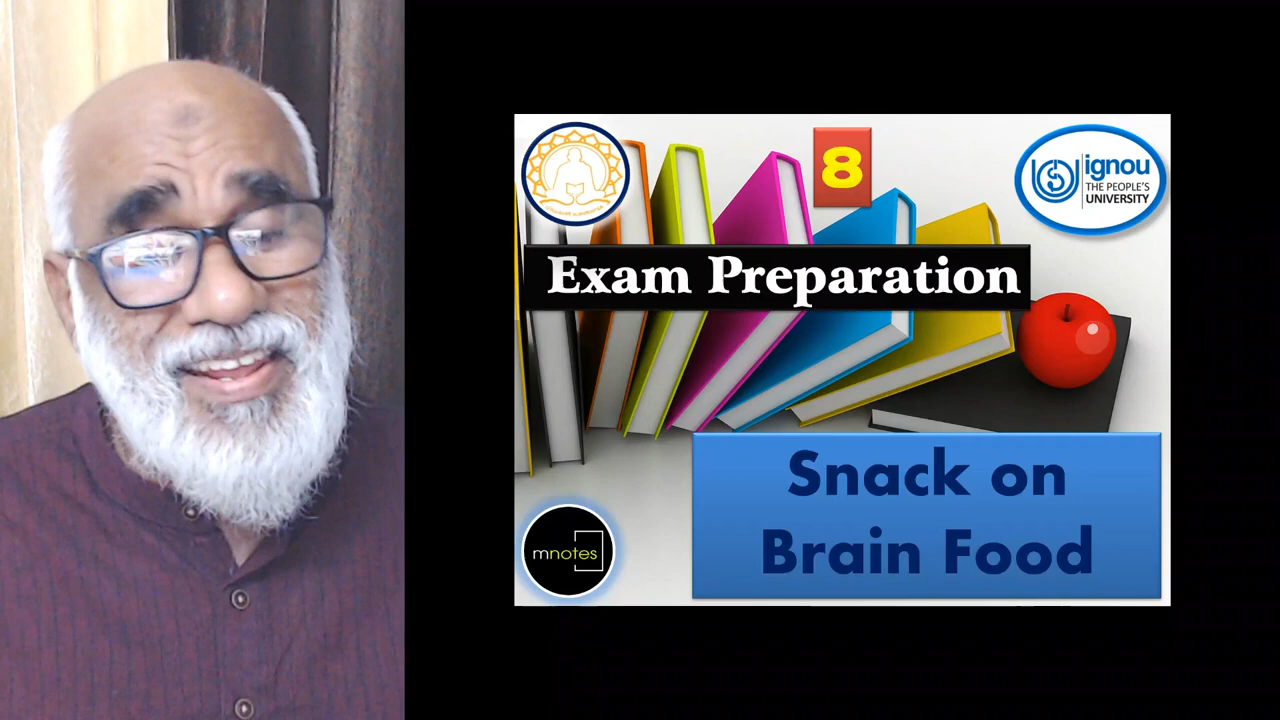 8
ignou
THE PEOPLE'S
UNIVERSITY
Exam Preparation
Snack on
Brain Food
mnotes